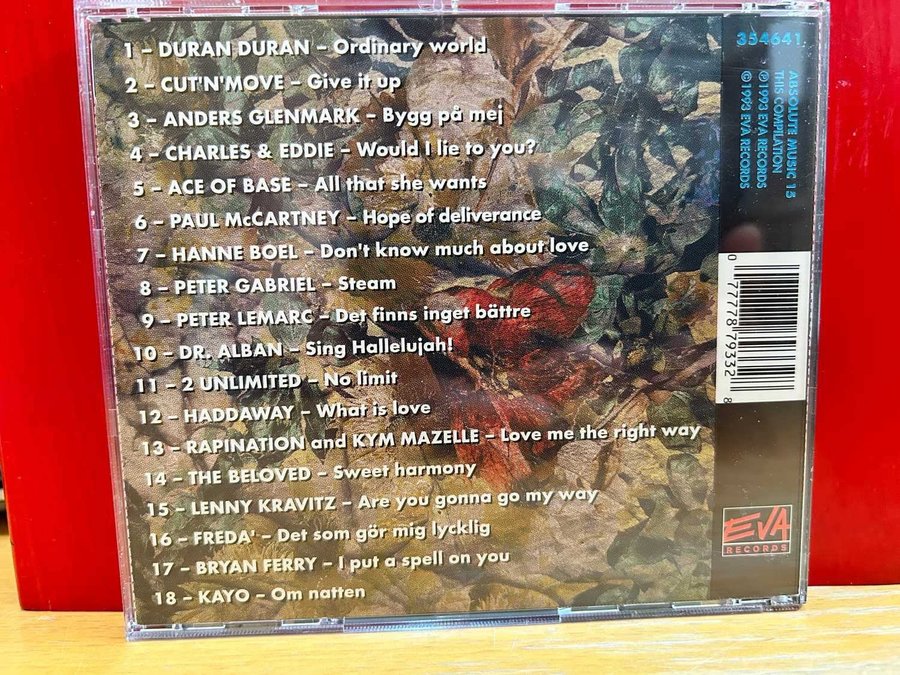 1 – DURAN DURAN – Ordinary world
2 – CUT'N'MOVE – Give it up
3 – ANDERS GLENMARK – Bygg på mej
4 – CHARLES & EDDIE – Would I lie to you?
5 – ACE OF BASE – All that she wants
6 – PAUL McCARTNEY – Hope of deliverance
7 – HANNE BOEL – Don't know much about love
8 – PETER GABRIEL – Steam
9 – PETER LEMARC – Det finns inget bättre
10 – DR. ALBAN – Sing Hallelujah!
11 – 2 UNLIMITED – No limit
12 – HADDAWAY – What is love
13 – RAPINATION and KYM MAZELLE – Love me the right way
14 – THE BELOVED – Sweet harmony
15 – LENNY KRAVITZ – Are you gonna go my way
16 – FREDA' – Det som gör mig lycklig
17 – BRYAN FERRY – I put a spell on you
18 – KAYO – Om natten
354641
ABSOLUTE MUSIC 13
THIS COMPILATION
℗ 1993 EVA RECORDS
© 1993 EVA RECORDS
0 77778 79332 8
EVA
RECORDS